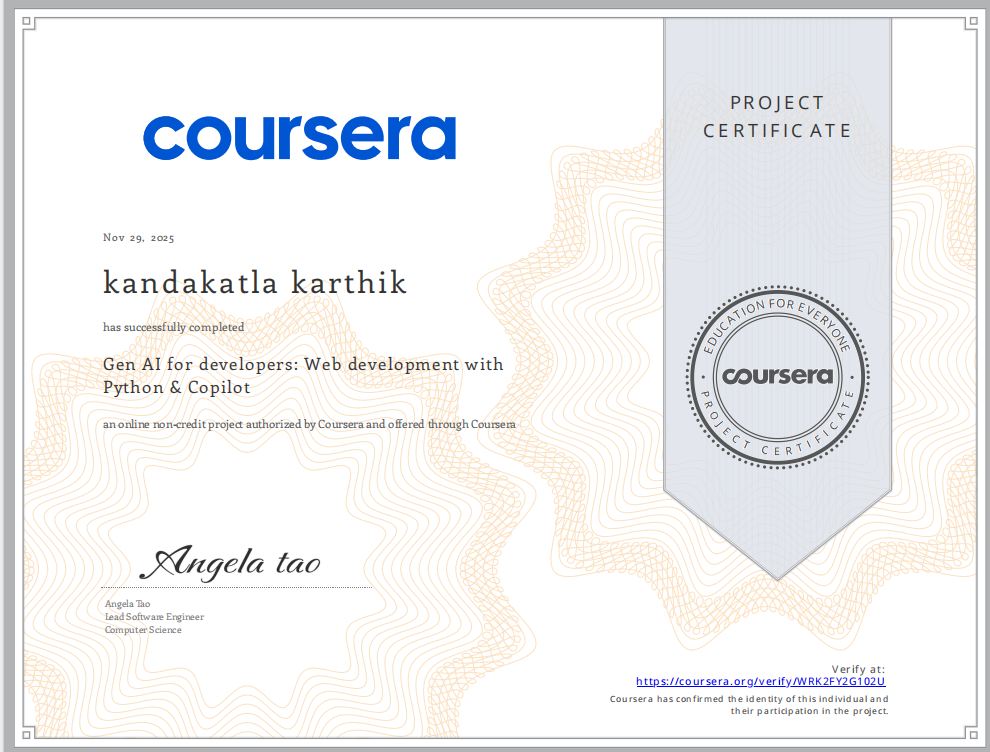 coursera
PROJECT
CERTIFICATE
Nov 29, 2025
kandakatla karthik
has successfully completed
Gen AI for developers: Web development with
Python & Copilot
an online non-credit project authorized by Coursera and offered through Coursera
EDUCATION FOR EVERYONE
coursera
PROJECT CERTIFICATE
Angela tao
Angela Tao
Lead Software Engineer
Computer Science
Verify at:
https://coursera.org/verify/WRK2FY2G102U
Coursera has confirmed the identity of this individual and
their participation in the project.